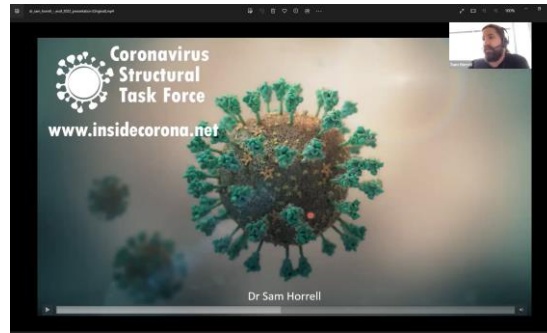 Coronavirus
Structural
Task Force
www.insidecorona.net
Dr Sam Horrell